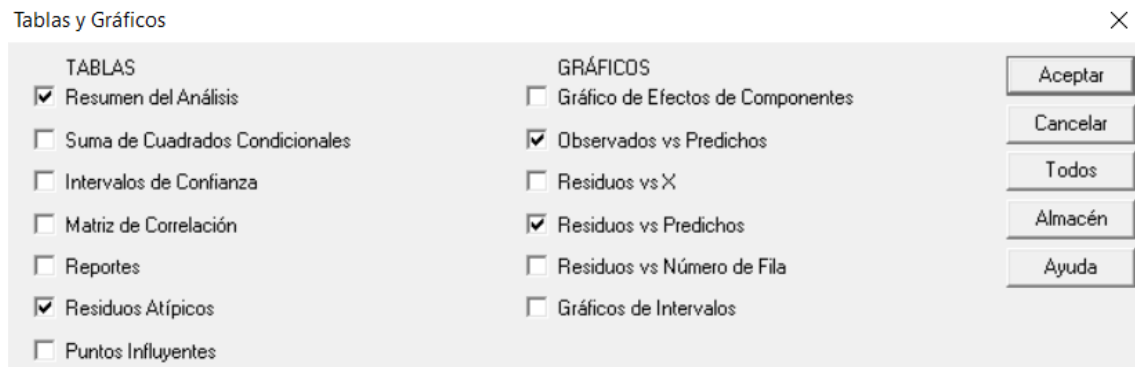 Tablas y Gráficos
TABLAS
Resumen del Análisis
Suma de Cuadrados Condicionales
Intervalos de Confianza
Matriz de Correlación
Reportes
Residuos Atípicos
Puntos Influyentes
GRÁFICOS
Gráfico de Efectos de Componentes
Observados vs Predichos
Residuos vs X
Residuos vs Predichos
Residuos vs Número de Fila
Gráficos de Intervalos
Aceptar
Cancelar
Todos
Almacén
Ayuda